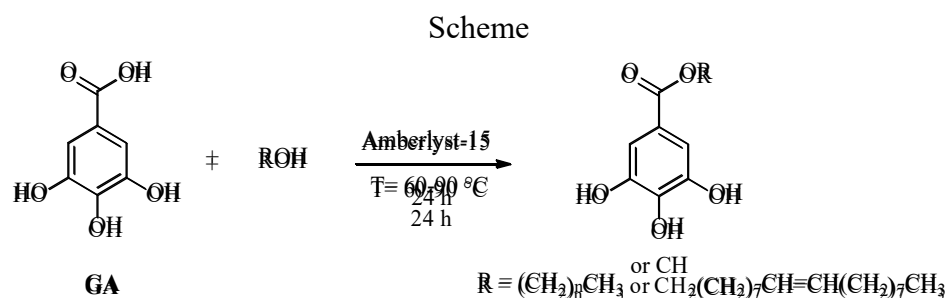 Scheme
O OH O OR
+ ROH Amberlyst-15
HO OH HO OH
T= 60-90 °C
24 h
OH OH
GA
or CH
R = (CH₂)ₙCH₃ or CH₂(CH₂)₇CH=CH(CH₂)₇CH₃